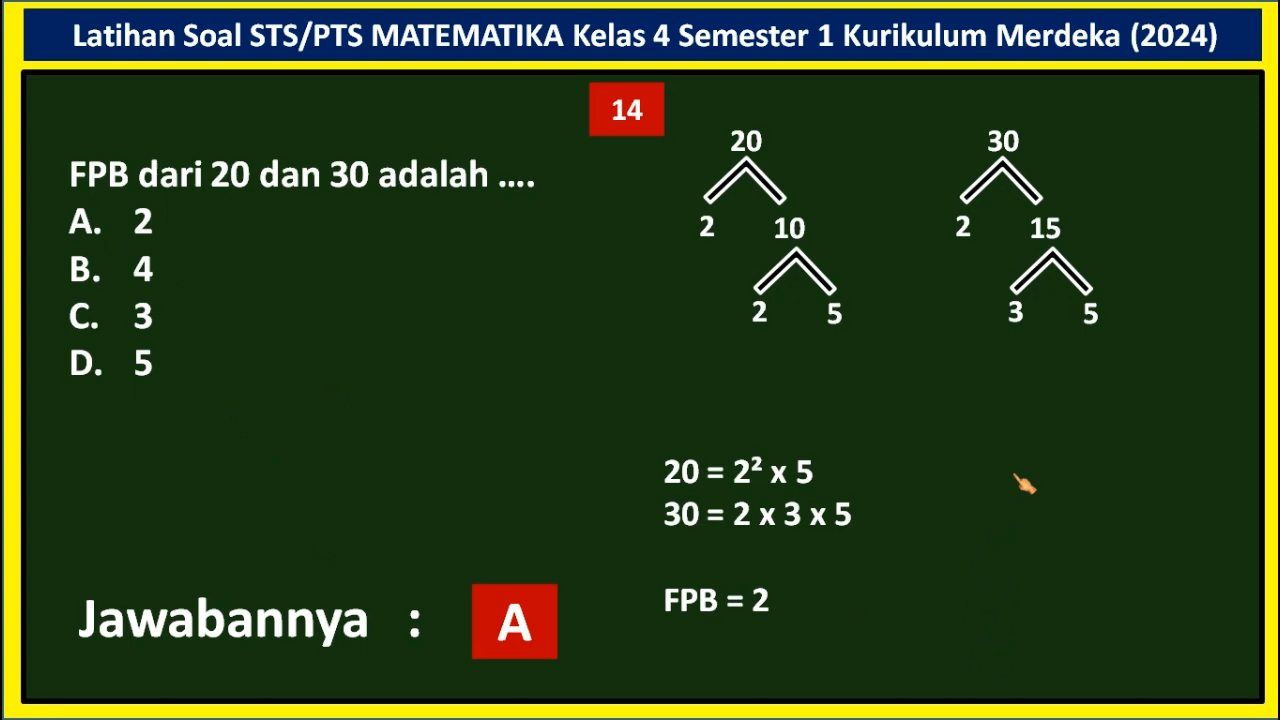 Latihan Soal STS/PTS MATEMATIKA Kelas 4 Semester 1 Kurikulum Merdeka (2024)
14
FPB dari 20 dan 30 adalah ....
A. 2
B. 4
C. 3
D. 5
20
2 10
2 5
30
2 15
3 5
20 = 2² x 5
30 = 2 x 3 x 5
FPB = 2
Jawabannya : A